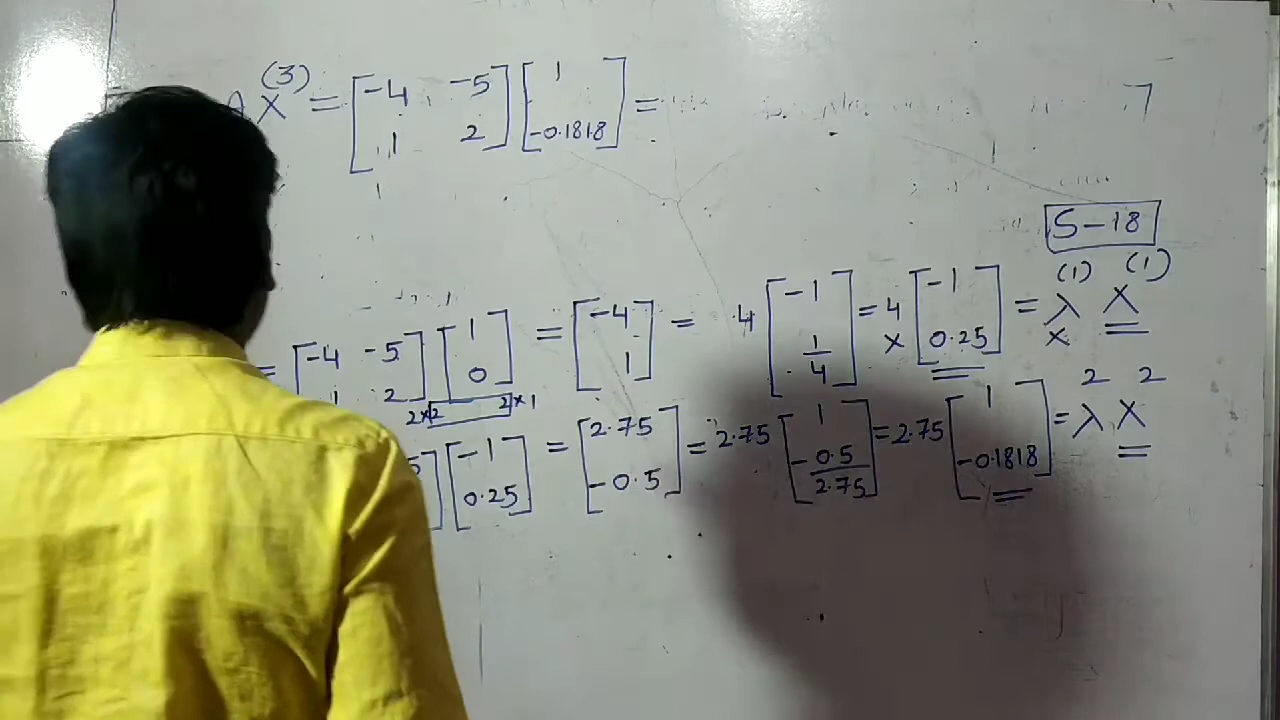 X^(3) = [-4 -5; 1 2] [1; -0.1818] =
S-18
= [-4 -5; 1 2] [1; 0] = [-4; 1] = 4 [-1; 1/4] = 4 [-1; 0.25] = λ^(1) X^(1)
2×2 2×1 × ×
[-1; 0.25] = [2.75; -0.5] = 2.75 [1; -0.5/2.75] = 2.75 [1; -0.1818] = λ^2 X^2